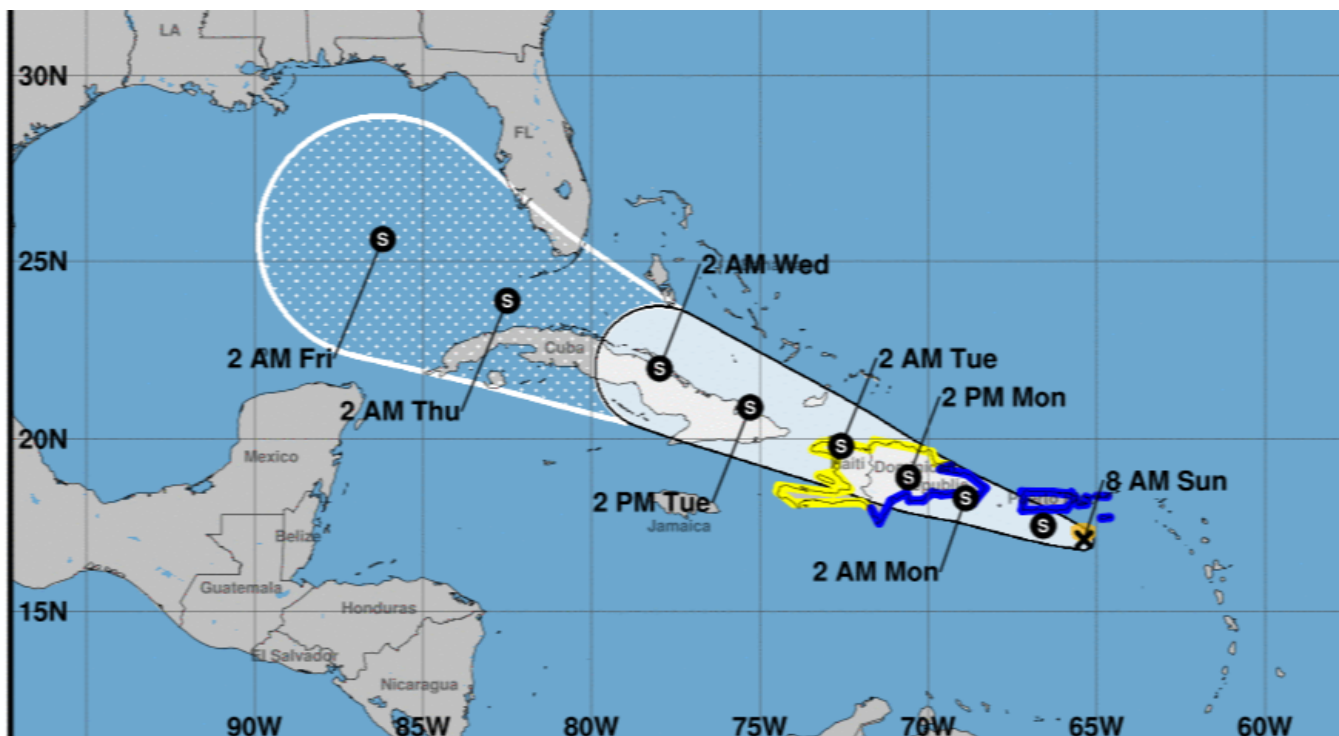 LA
30N
FL
25N
2 AM Wed
Cuba
2 AM Fri
2 AM Tue
2 AM Thu
2 PM Mon
20N
Mexico
Haiti
2 PM Tue
8 AM Sun
Jamaica
Belize
2 AM Mon
Guatemala
Honduras
15N
El Salvador
Nicaragua
90W
85W
80W
75W
70W
65W
60W
S
S
S
S
S
S
S
S
X